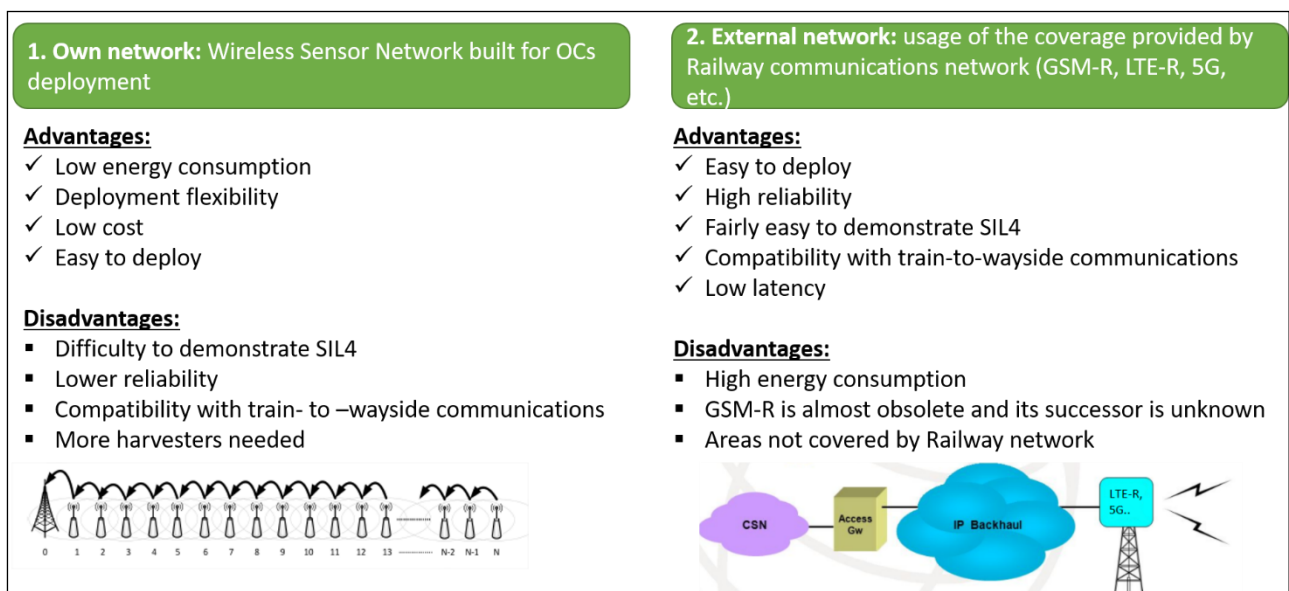 1. Own network: Wireless Sensor Network built for OCs
deployment
Advantages:
✓ Low energy consumption
✓ Deployment flexibility
✓ Low cost
✓ Easy to deploy
Disadvantages:
▪ Difficulty to demonstrate SIL4
▪ Lower reliability
▪ Compatibility with train- to –wayside communications
▪ More harvesters needed
0 1 2 3 4 5 6 7 8 9 10 11 12 13 N-2 N-1 N
2. External network: usage of the coverage provided by
Railway communications network (GSM-R, LTE-R, 5G,
etc.)
Advantages:
✓ Easy to deploy
✓ High reliability
✓ Fairly easy to demonstrate SIL4
✓ Compatibility with train-to-wayside communications
✓ Low latency
Disadvantages:
▪ High energy consumption
▪ GSM-R is almost obsolete and its successor is unknown
▪ Areas not covered by Railway network
CSN
Access
Gw
IP Backhaul
LTE-R,
5G..